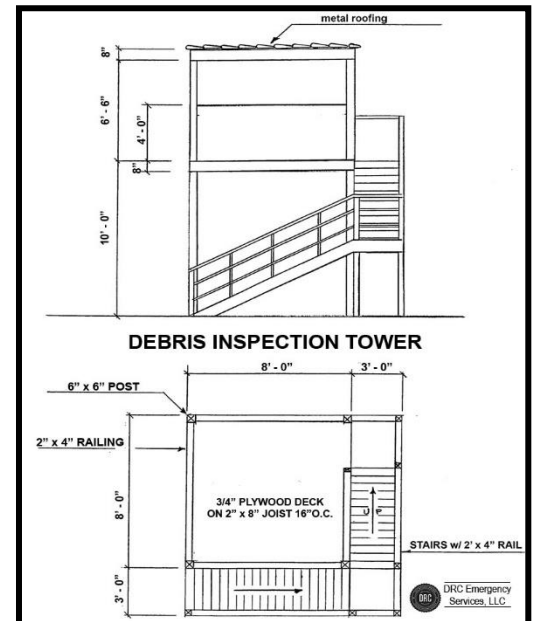 metal roofing
8"
6' - 6"
4' - 0"
8"
10' - 0"
DEBRIS INSPECTION TOWER
8' - 0"
3' - 0"
6" x 6" POST
2" x 4" RAILING
8' - 0"
3/4" PLYWOOD DECK
ON 2" x 8" JOIST 16"O.C.
UP
STAIRS w/ 2' x 4" RAIL
3' - 0"
DRC
DRC Emergency
Services, LLC